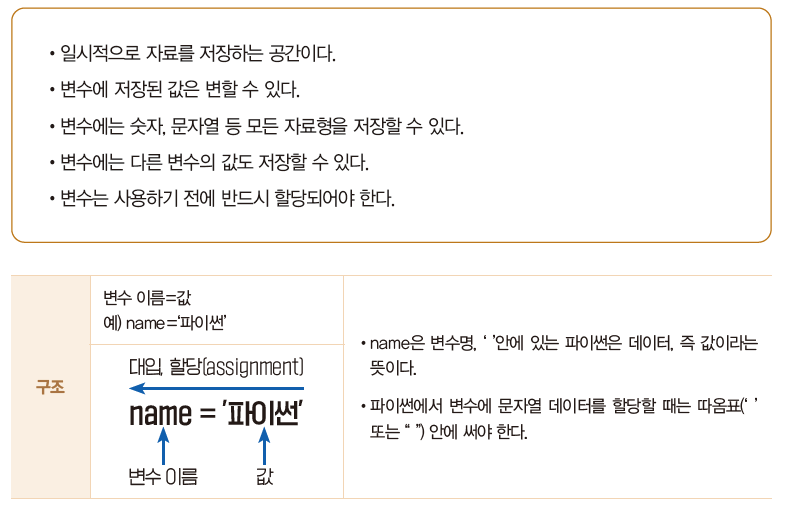 • 일시적으로 자료를 저장하는 공간이다.
• 변수에 저장된 값은 변할 수 있다.
• 변수에는 숫자, 문자열 등 모든 자료형을 저장할 수 있다.
• 변수에는 다른 변수의 값도 저장할 수 있다.
• 변수는 사용하기 전에 반드시 할당되어야 한다.
구조
변수 이름=값
예) name=‘파이썬’
대입, 할당(assignment)
name = '파이썬'
변수 이름
값
• name은 변수명, ‘ ’안에 있는 파이썬은 데이터, 즉 값이라는
뜻이다.
• 파이썬에서 변수에 문자열 데이터를 할당할 때는 따옴표(‘ ’
또는 “ ”) 안에 써야 한다.